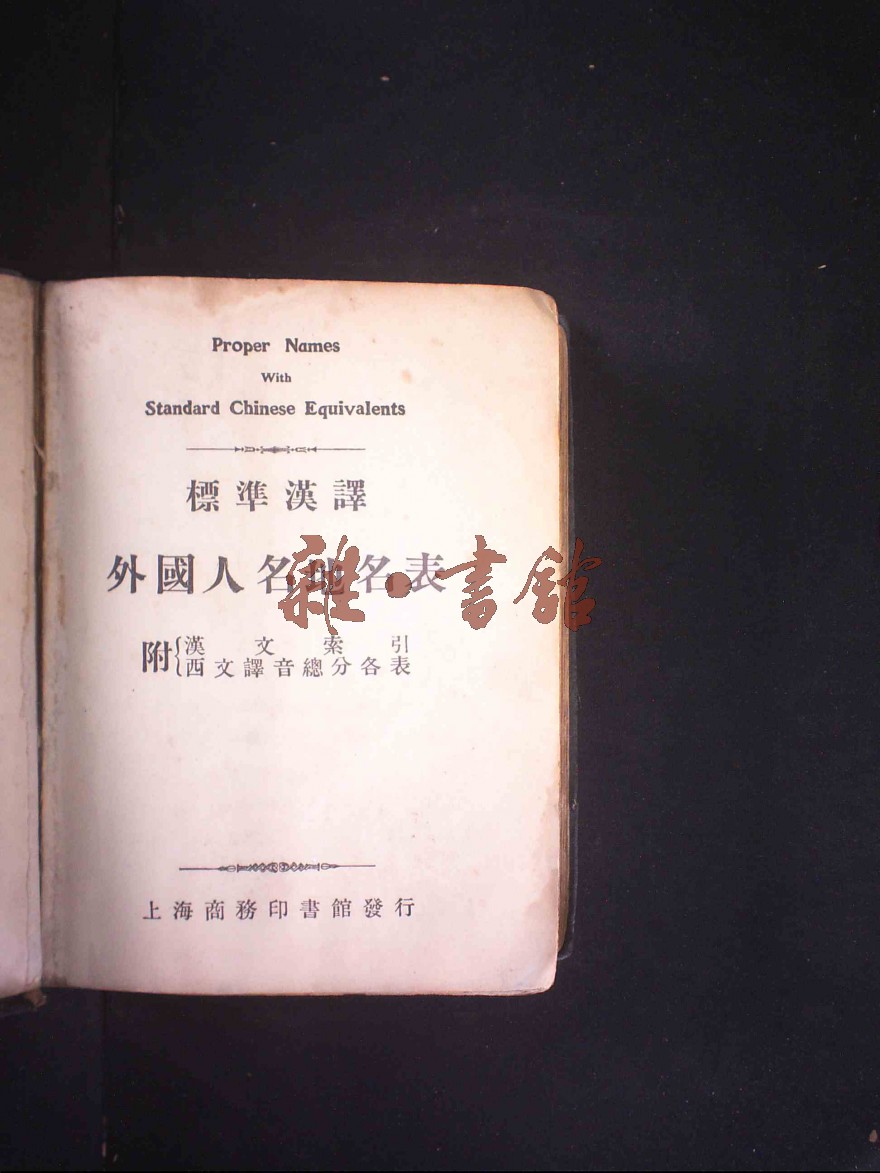 Proper Names
With
Standard Chinese Equivalents
標準漢譯
外國人名地名表
雜·書館
附{漢文索引
西文譯音總分各表
上海商務印書館發行